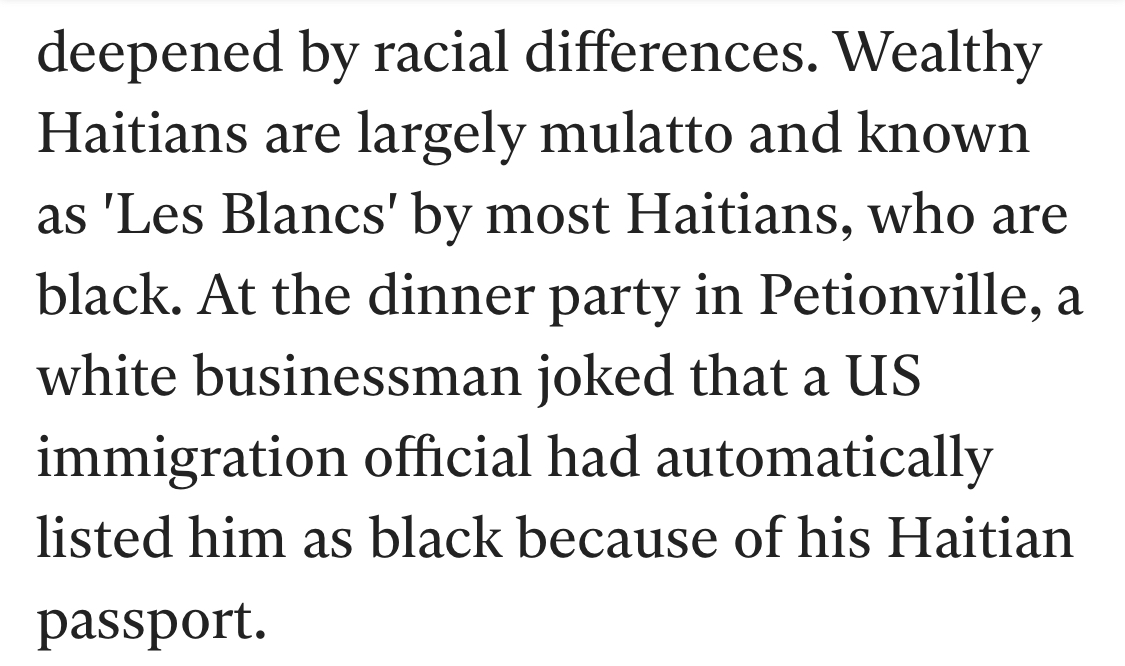 deepened by racial differences. Wealthy
Haitians are largely mulatto and known
as 'Les Blancs' by most Haitians, who are
black. At the dinner party in Petionville, a
white businessman joked that a US
immigration official had automatically
listed him as black because of his Haitian
passport.